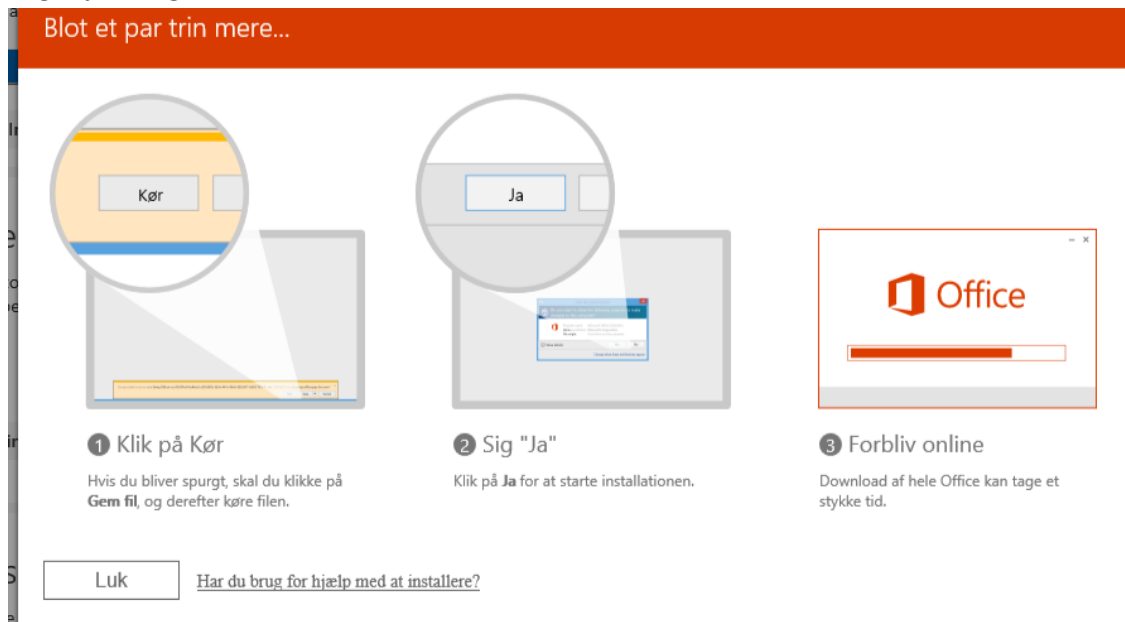 Blot et par trin mere...
Kør
Ja
Office
1 Klik på Kør
Hvis du bliver spurgt, skal du klikke på
Gem fil, og derefter køre filen.
2 Sig "Ja"
Klik på Ja for at starte installationen.
3 Forbliv online
Download af hele Office kan tage et
stykke tid.
Luk
Har du brug for hjælp med at installere?